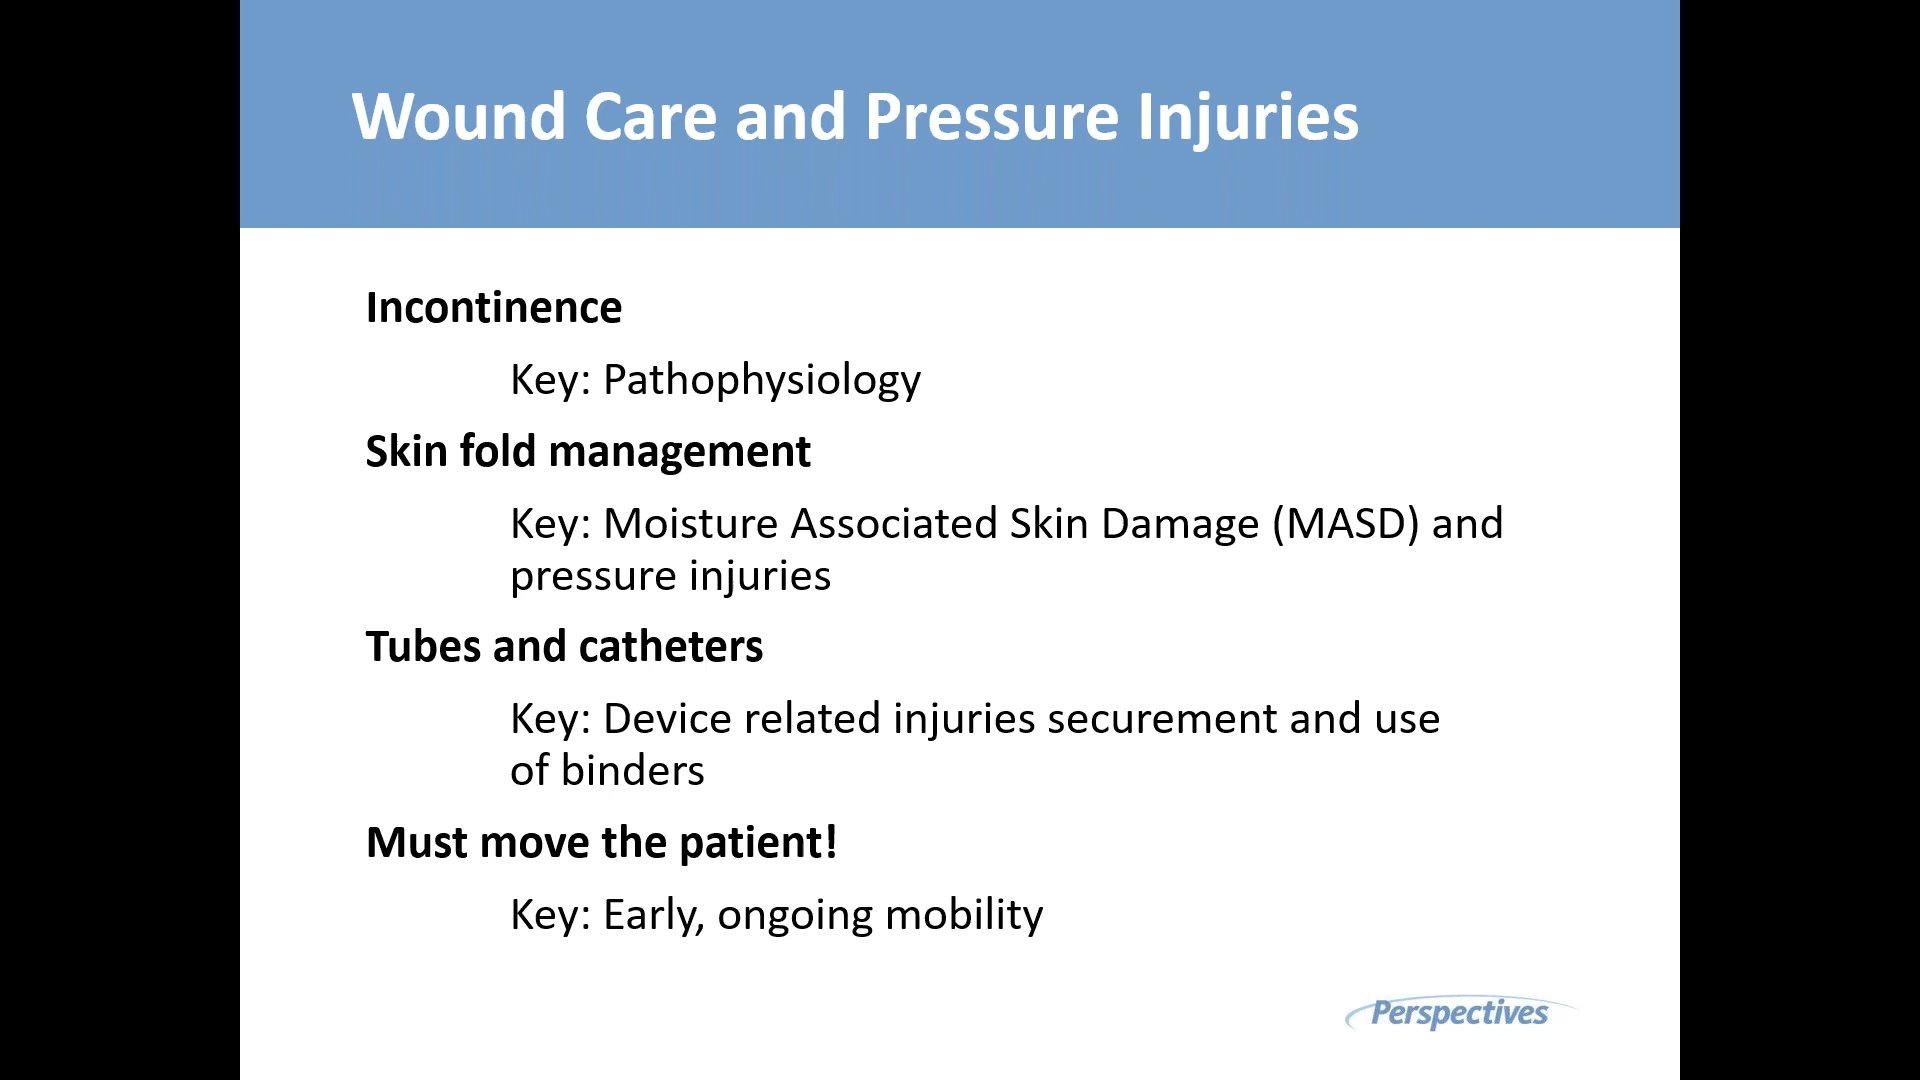 Wound Care and Pressure Injuries
Incontinence
Key: Pathophysiology
Skin fold management
Key: Moisture Associated Skin Damage (MASD) and
pressure injuries
Tubes and catheters
Key: Device related injuries securement and use
of binders
Must move the patient!
Key: Early, ongoing mobility
Perspectives